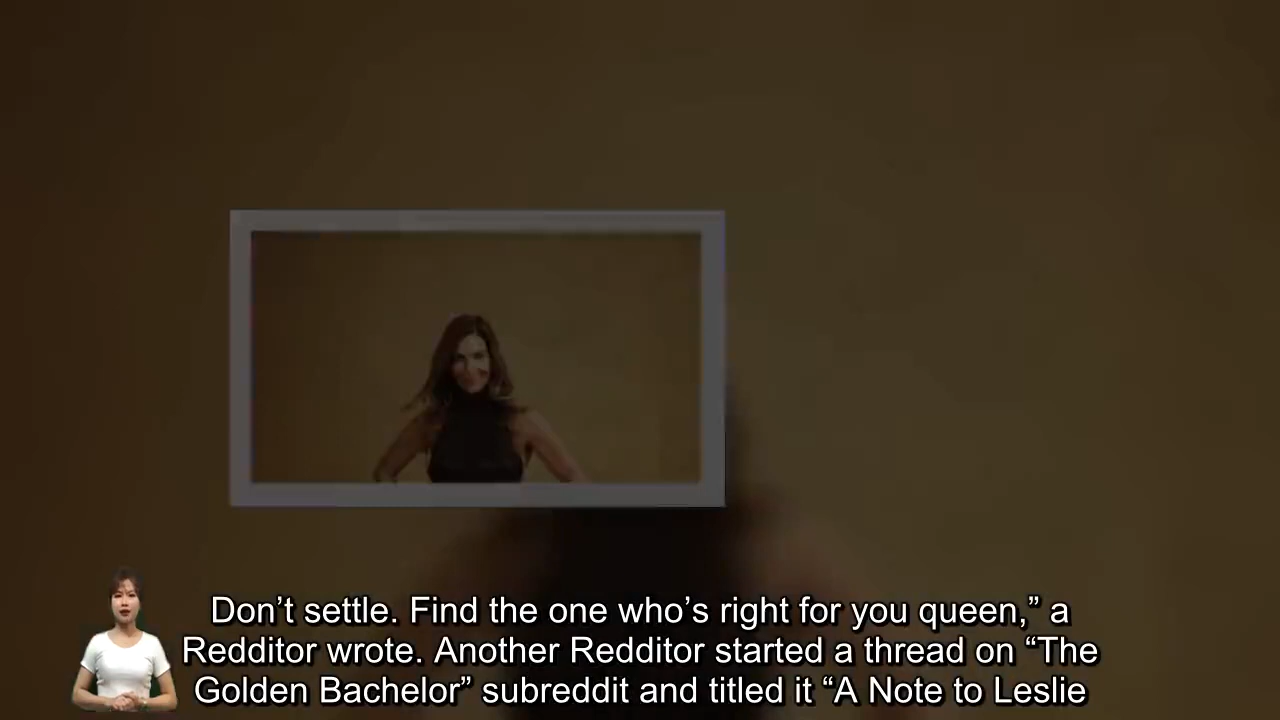 Don’t settle. Find the one who’s right for you queen,” a
Redditor wrote. Another Redditor started a thread on “The
Golden Bachelor” subreddit and titled it “A Note to Leslie